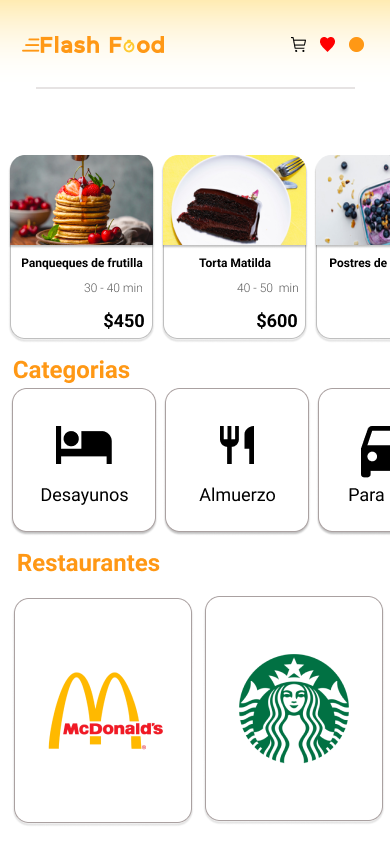 Flash Food
Panqueques de frutilla
30 - 40 min
$450
Torta Matilda
40 - 50 min
$600
Postres de
Categorias
Desayunos
Almuerzo
Para
Restaurantes
McDonald's